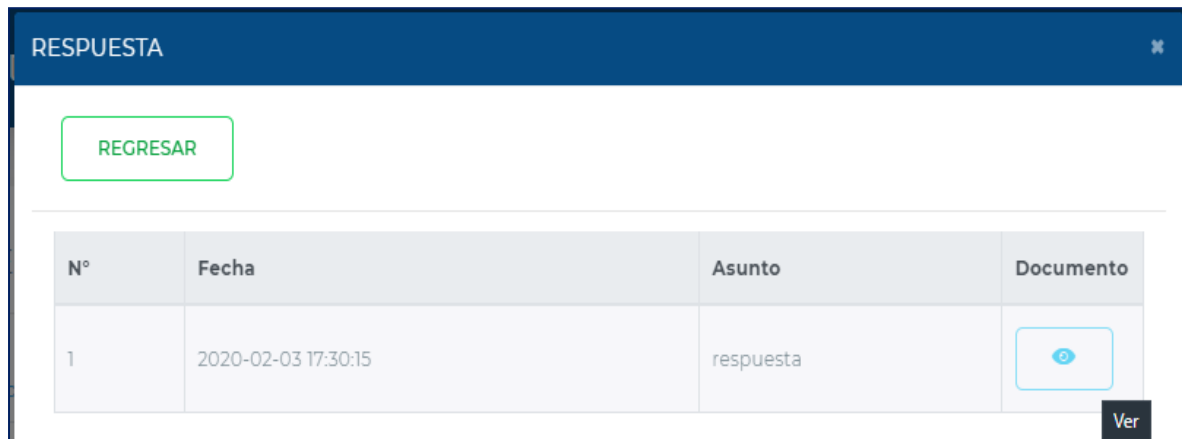 RESPUESTA
REGRESAR
N° Fecha Asunto Documento
1 2020-02-03 17:30:15 respuesta
Ver